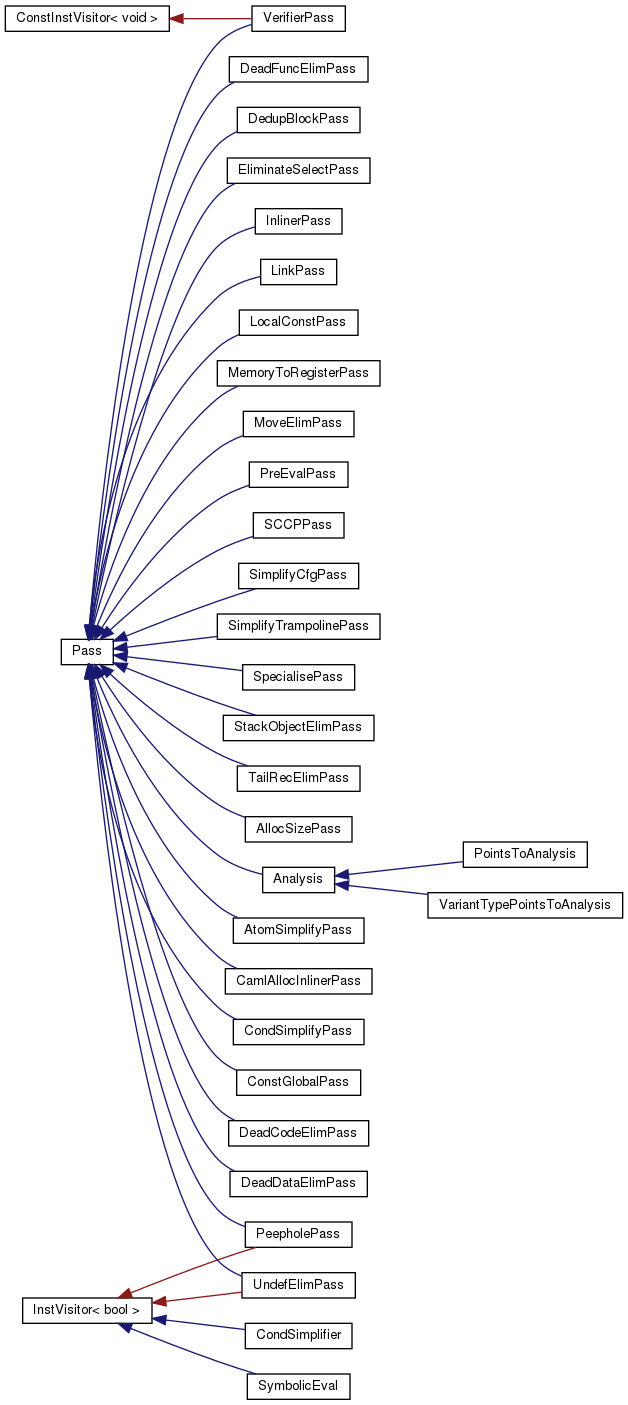 ConstInstVisitor< void >
VerifierPass
DeadFuncElimPass
DedupBlockPass
EliminateSelectPass
InlinerPass
LinkPass
LocalConstPass
MemoryToRegisterPass
MoveElimPass
PreEvalPass
SCCPPass
SimplifyCfgPass
SimplifyTrampolinePass
Pass
SpecialisePass
StackObjectElimPass
TailRecElimPass
AllocSizePass
PointsToAnalysis
Analysis
VariantTypePointsToAnalysis
AtomSimplifyPass
CamlAllocInlinerPass
CondSimplifyPass
ConstGlobalPass
DeadCodeElimPass
DeadDataElimPass
PeepholePass
UndefElimPass
InstVisitor< bool >
CondSimplifier
SymbolicEval